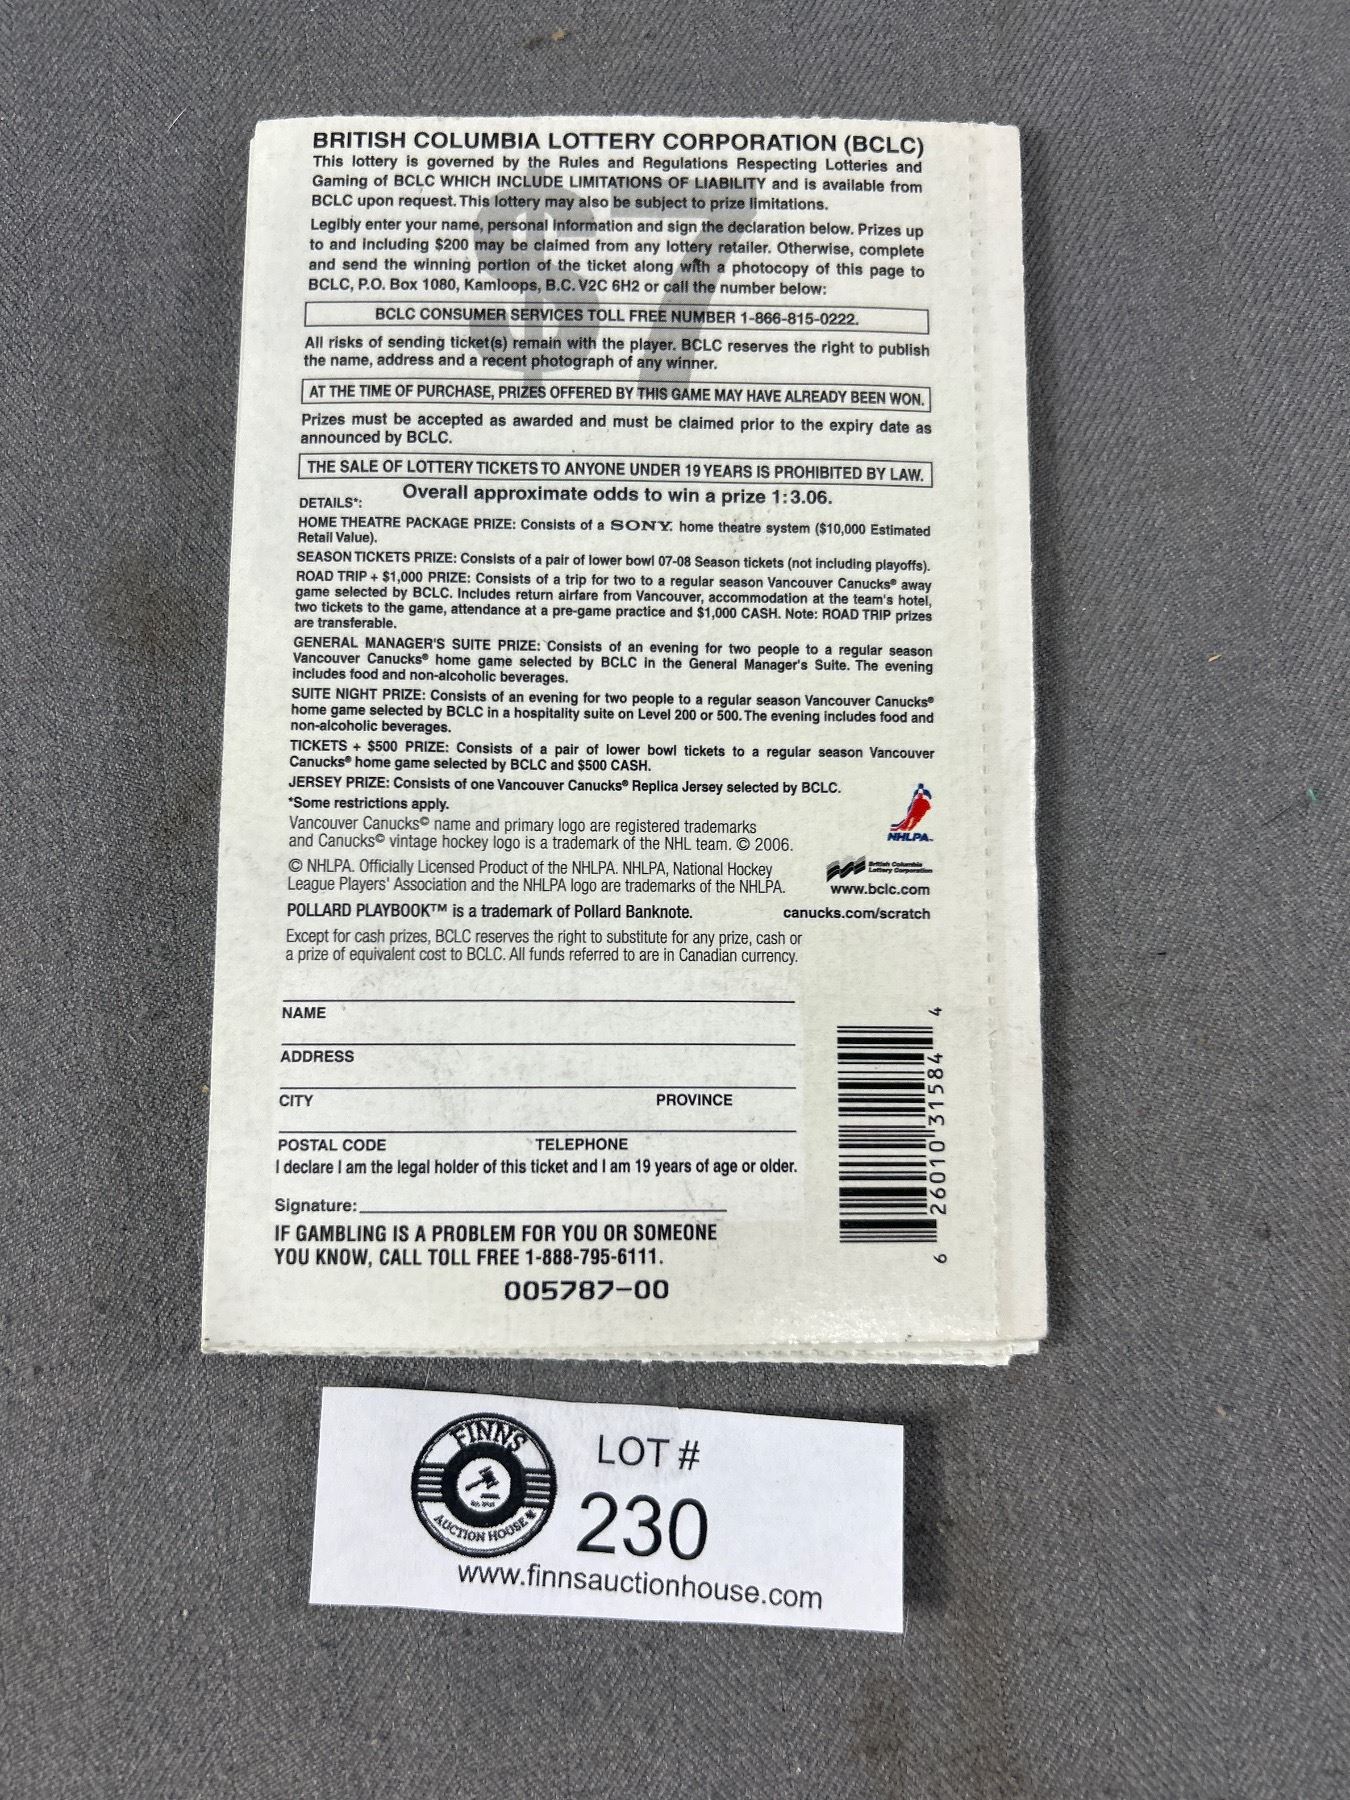 BRITISH COLUMBIA LOTTERY CORPORATION (BCLC)
This lottery is governed by the Rules and Regulations Respecting Lotteries and
Gaming of BCLC WHICH INCLUDE LIMITATIONS OF LIABILITY and is available from
BCLC upon request. This lottery may also be subject to prize limitations.
$7
Legibly enter your name, personal information and sign the declaration below. Prizes up
to and including $200 may be claimed from any lottery retailer. Otherwise, complete
and send the winning portion of the ticket along with a photocopy of this page to
BCLC, P.O. Box 1080, Kamloops, B.C. V2C 6H2 or call the number below:
BCLC CONSUMER SERVICES TOLL FREE NUMBER 1-866-815-0222.
All risks of sending ticket(s) remain with the player. BCLC reserves the right to publish
the name, address and a recent photograph of any winner.
AT THE TIME OF PURCHASE, PRIZES OFFERED BY THIS GAME MAY HAVE ALREADY BEEN WON.
Prizes must be accepted as awarded and must be claimed prior to the expiry date as
announced by BCLC.
THE SALE OF LOTTERY TICKETS TO ANYONE UNDER 19 YEARS IS PROHIBITED BY LAW.
DETAILS*: Overall approximate odds to win a prize 1:3.06.
HOME THEATRE PACKAGE PRIZE: Consists of a SONY. home theatre system ($10,000 Estimated
Retail Value).
SEASON TICKETS PRIZE: Consists of a pair of lower bowl 07-08 Season tickets (not including playoffs).
ROAD TRIP + $1,000 PRIZE: Consists of a trip for two to a regular season Vancouver Canucks® away
game selected by BCLC. Includes return airfare from Vancouver, accommodation at the team's hotel,
two tickets to the game, attendance at a pre-game practice and $1,000 CASH. Note: ROAD TRIP prizes
are transferable.
GENERAL MANAGER'S SUITE PRIZE: Consists of an evening for two people to a regular season
Vancouver Canucks® home game selected by BCLC in the General Manager's Suite. The evening
includes food and non-alcoholic beverages.
SUITE NIGHT PRIZE: Consists of an evening for two people to a regular season Vancouver Canucks®
home game selected by BCLC in a hospitality suite on Level 200 or 500. The evening includes food and
non-alcoholic beverages.
TICKETS + $500 PRIZE: Consists of a pair of lower bowl tickets to a regular season Vancouver
Canucks® home game selected by BCLC and $500 CASH.
JERSEY PRIZE: Consists of one Vancouver Canucks® Replica Jersey selected by BCLC.
*Some restrictions apply.
Vancouver Canucks© name and primary logo are registered trademarks
and Canucks© vintage hockey logo is a trademark of the NHL team. © 2006.
NHLPA.
© NHLPA. Officially Licensed Product of the NHLPA. NHLPA, National Hockey
League Players' Association and the NHLPA logo are trademarks of the NHLPA.
British Columbia
Lottery Corporation
www.bclc.com
POLLARD PLAYBOOK™ is a trademark of Pollard Banknote.
canucks.com/scratch
Except for cash prizes, BCLC reserves the right to substitute for any prize, cash or
a prize of equivalent cost to BCLC. All funds referred to are in Canadian currency.
NAME
ADDRESS
CITY PROVINCE
POSTAL CODE TELEPHONE
I declare I am the legal holder of this ticket and I am 19 years of age or older.
Signature:
IF GAMBLING IS A PROBLEM FOR YOU OR SOMEONE
YOU KNOW, CALL TOLL FREE 1-888-795-6111.
005787-00
6 26010 31584 4
FINNS
AUCTION HOUSE
LOT #
230
www.finnsauctionhouse.com